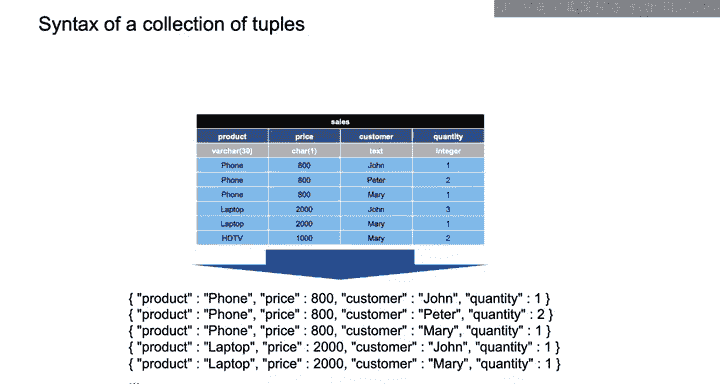 Syntax of a collection of tuples
sales
product price customer quantity
varchar(30) char(1) text integer
Phone 800 John 1
Phone 800 Peter 2
Phone 800 Mary 1
Laptop 2000 John 3
Laptop 2000 Mary 1
HDTV 1000 Mary 2
{ "product" : "Phone", "price" : 800, "customer" : "John", "quantity" : 1 }
{ "product" : "Phone", "price" : 800, "customer" : "Peter", "quantity" : 2 }
{ "product" : "Phone", "price" : 800, "customer" : "Mary", "quantity" : 1 }
{ "product" : "Laptop", "price" : 2000, "customer" : "John", "quantity" : 1 }
{ "product" : "Laptop", "price" : 2000, "customer" : "Mary", "quantity" : 1 }
...